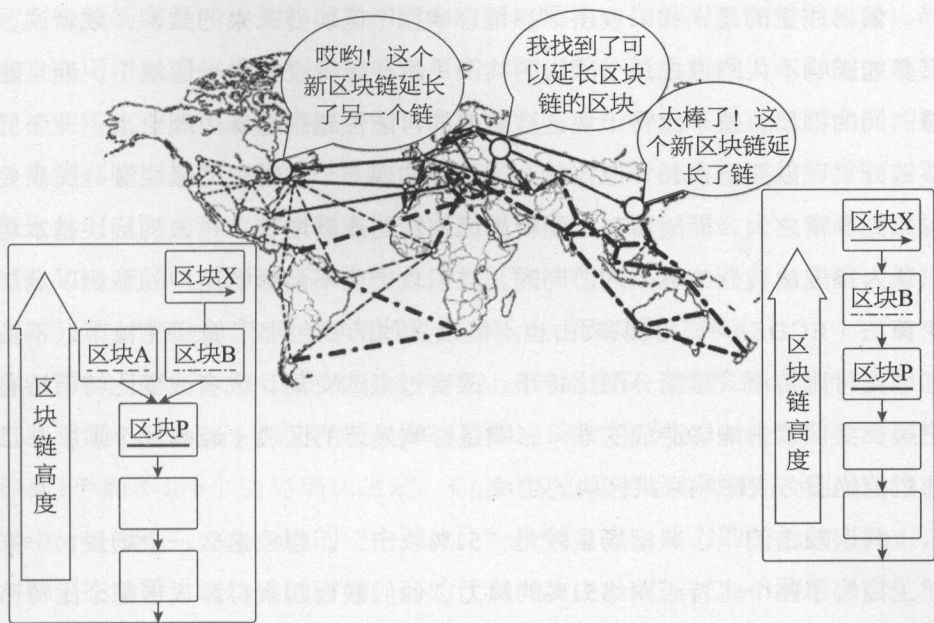 哎哟！这个
新区块链延长
了另一个链
我找到了可
以延长区块
链的区块
太棒了！这
个新区块链延
长了链
区块链高度
区块X
区块A
区块B
区块P
区块链高度
区块X
区块B
区块P